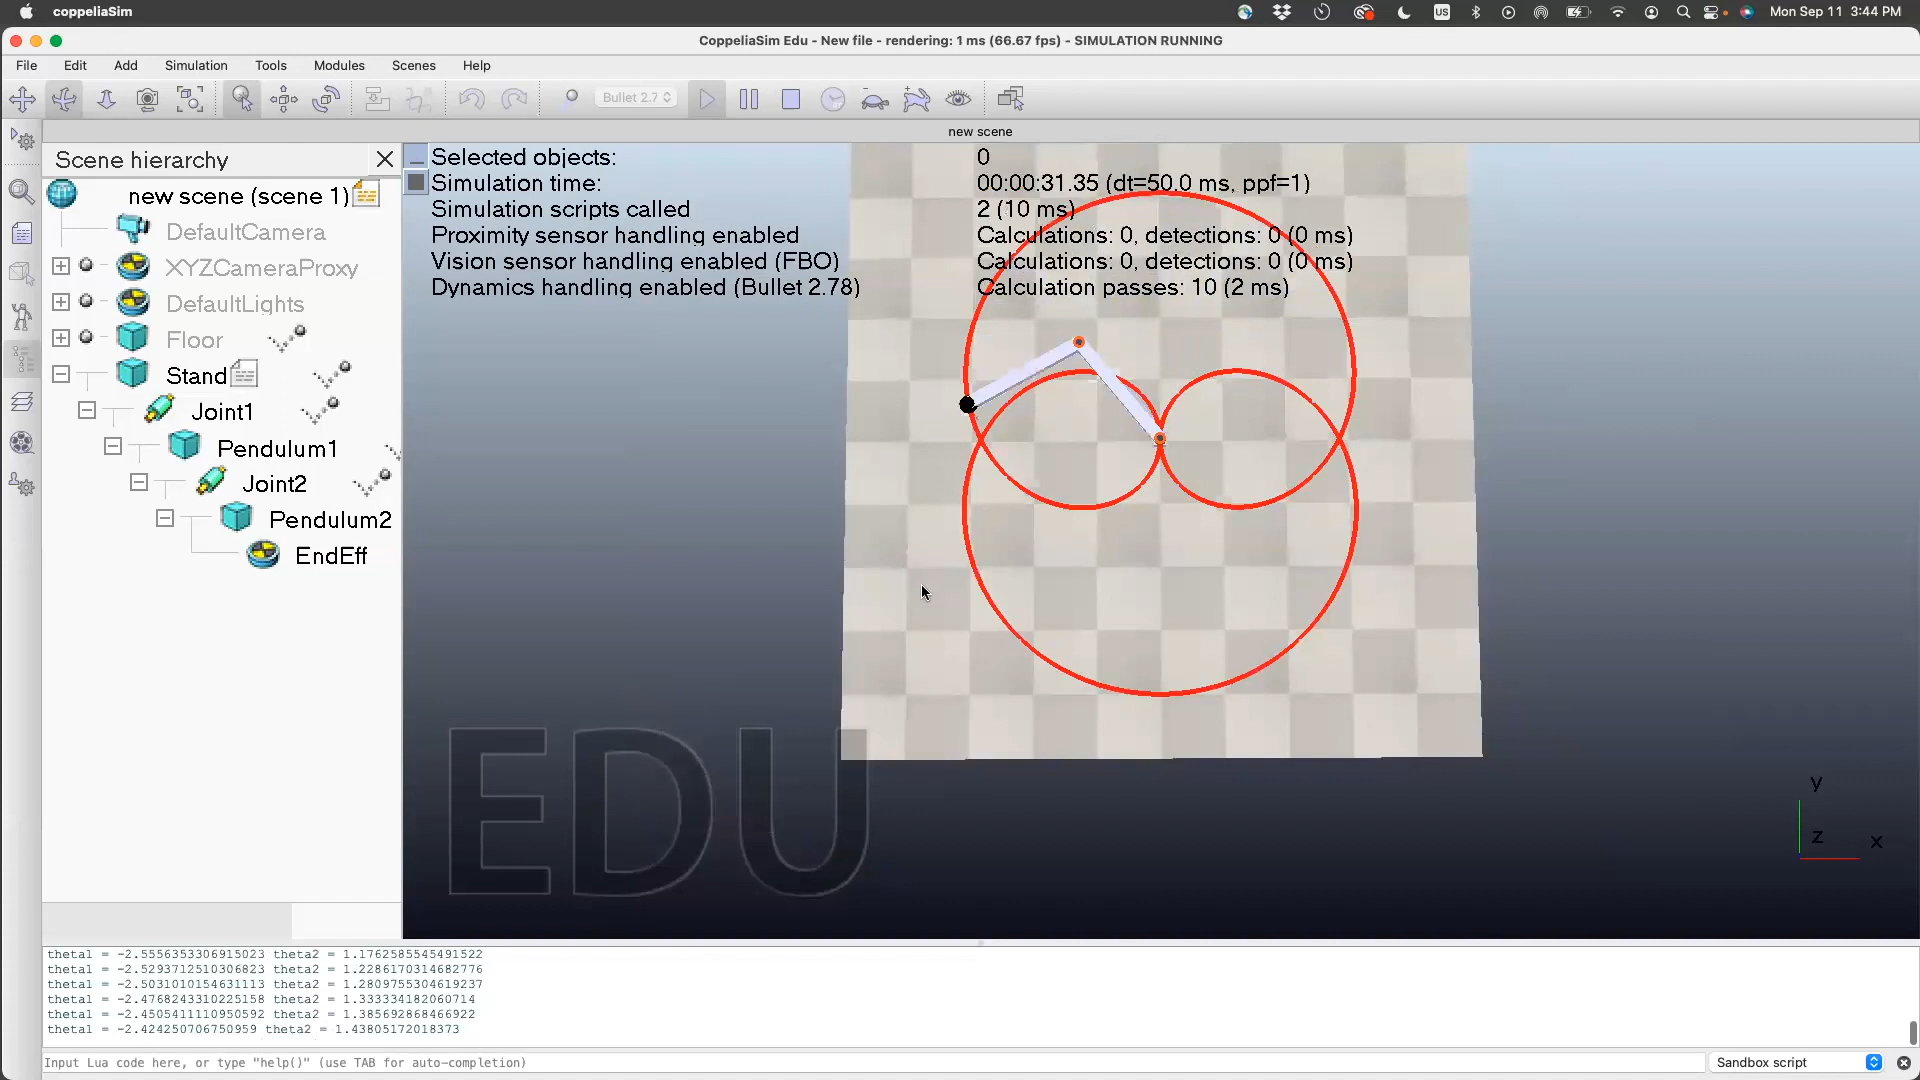 coppeliaSim
US
Mon Sep 11 3:44 PM
CoppeliaSim Edu - New file - rendering: 1 ms (66.67 fps) - SIMULATION RUNNING
File Edit Add Simulation Tools Modules Scenes Help
Bullet 2.7
new scene
Scene hierarchy
new scene (scene 1)
DefaultCamera
XYZCameraProxy
DefaultLights
Floor
Stand
Joint1
Pendulum1
Joint2
Pendulum2
EndEff
Selected objects: 0
Simulation time: 00:00:31.35 (dt=50.0 ms, ppf=1)
Simulation scripts called 2 (10 ms)
Proximity sensor handling enabled Calculations: 0, detections: 0 (0 ms)
Vision sensor handling enabled (FBO) Calculations: 0, detections: 0 (0 ms)
Dynamics handling enabled (Bullet 2.78) Calculation passes: 10 (2 ms)
EDU
y
z x
theta1 = -2.5556353306915023 theta2 = 1.1762585545491522
theta1 = -2.5293712510306823 theta2 = 1.2286170314682776
theta1 = -2.5031010154631113 theta2 = 1.2809755304619237
theta1 = -2.4768243310225158 theta2 = 1.333334182060714
theta1 = -2.4505411110950592 theta2 = 1.385692868466922
theta1 = -2.424250706750959 theta2 = 1.43805172018373
Input Lua code here, or type "help()" (use TAB for auto-completion)
Sandbox script